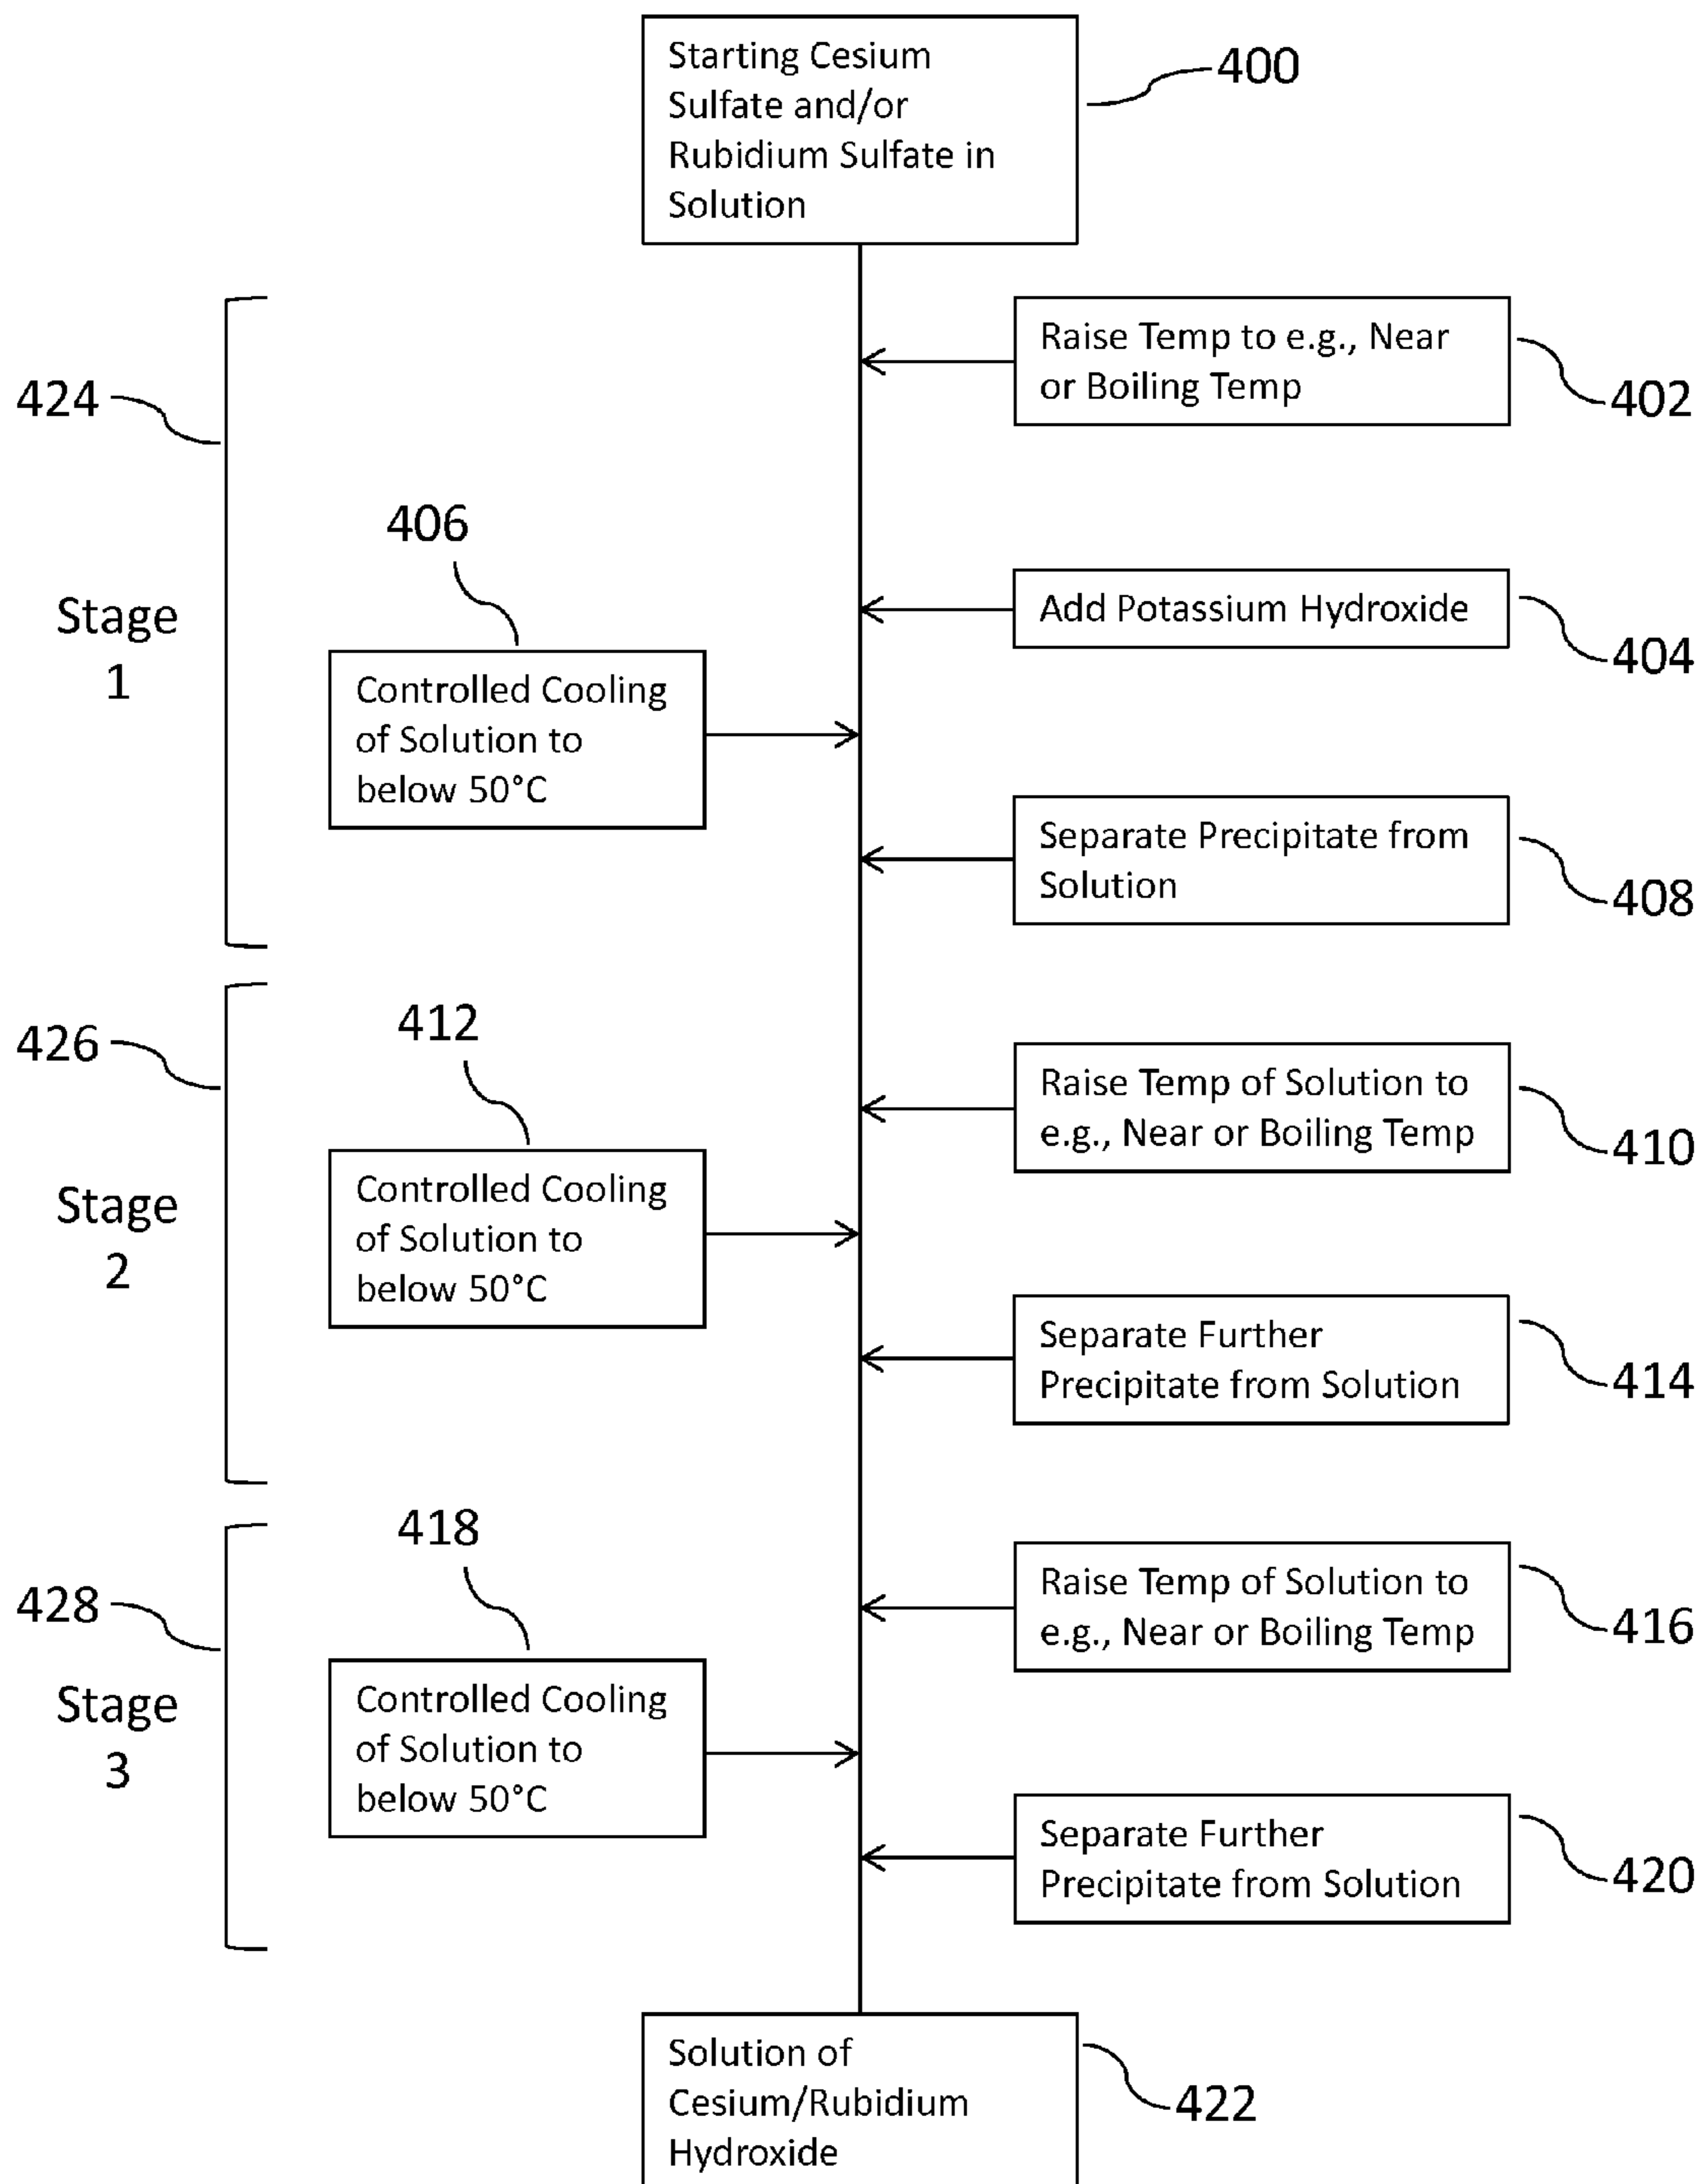 Starting Cesium
Sulfate and/or
Rubidium Sulfate in
Solution
400
Raise Temp to e.g., Near
or Boiling Temp
402
424
406
Stage
1
Add Potassium Hydroxide
404
Controlled Cooling
of Solution to
below 50°C
Separate Precipitate from
Solution
408
426
412
Raise Temp of Solution to
e.g., Near or Boiling Temp
410
Stage
2
Controlled Cooling
of Solution to
below 50°C
Separate Further
Precipitate from Solution
414
428
418
Raise Temp of Solution to
e.g., Near or Boiling Temp
416
Stage
3
Controlled Cooling
of Solution to
below 50°C
Separate Further
Precipitate from Solution
420
Solution of
Cesium/Rubidium
Hydroxide
422